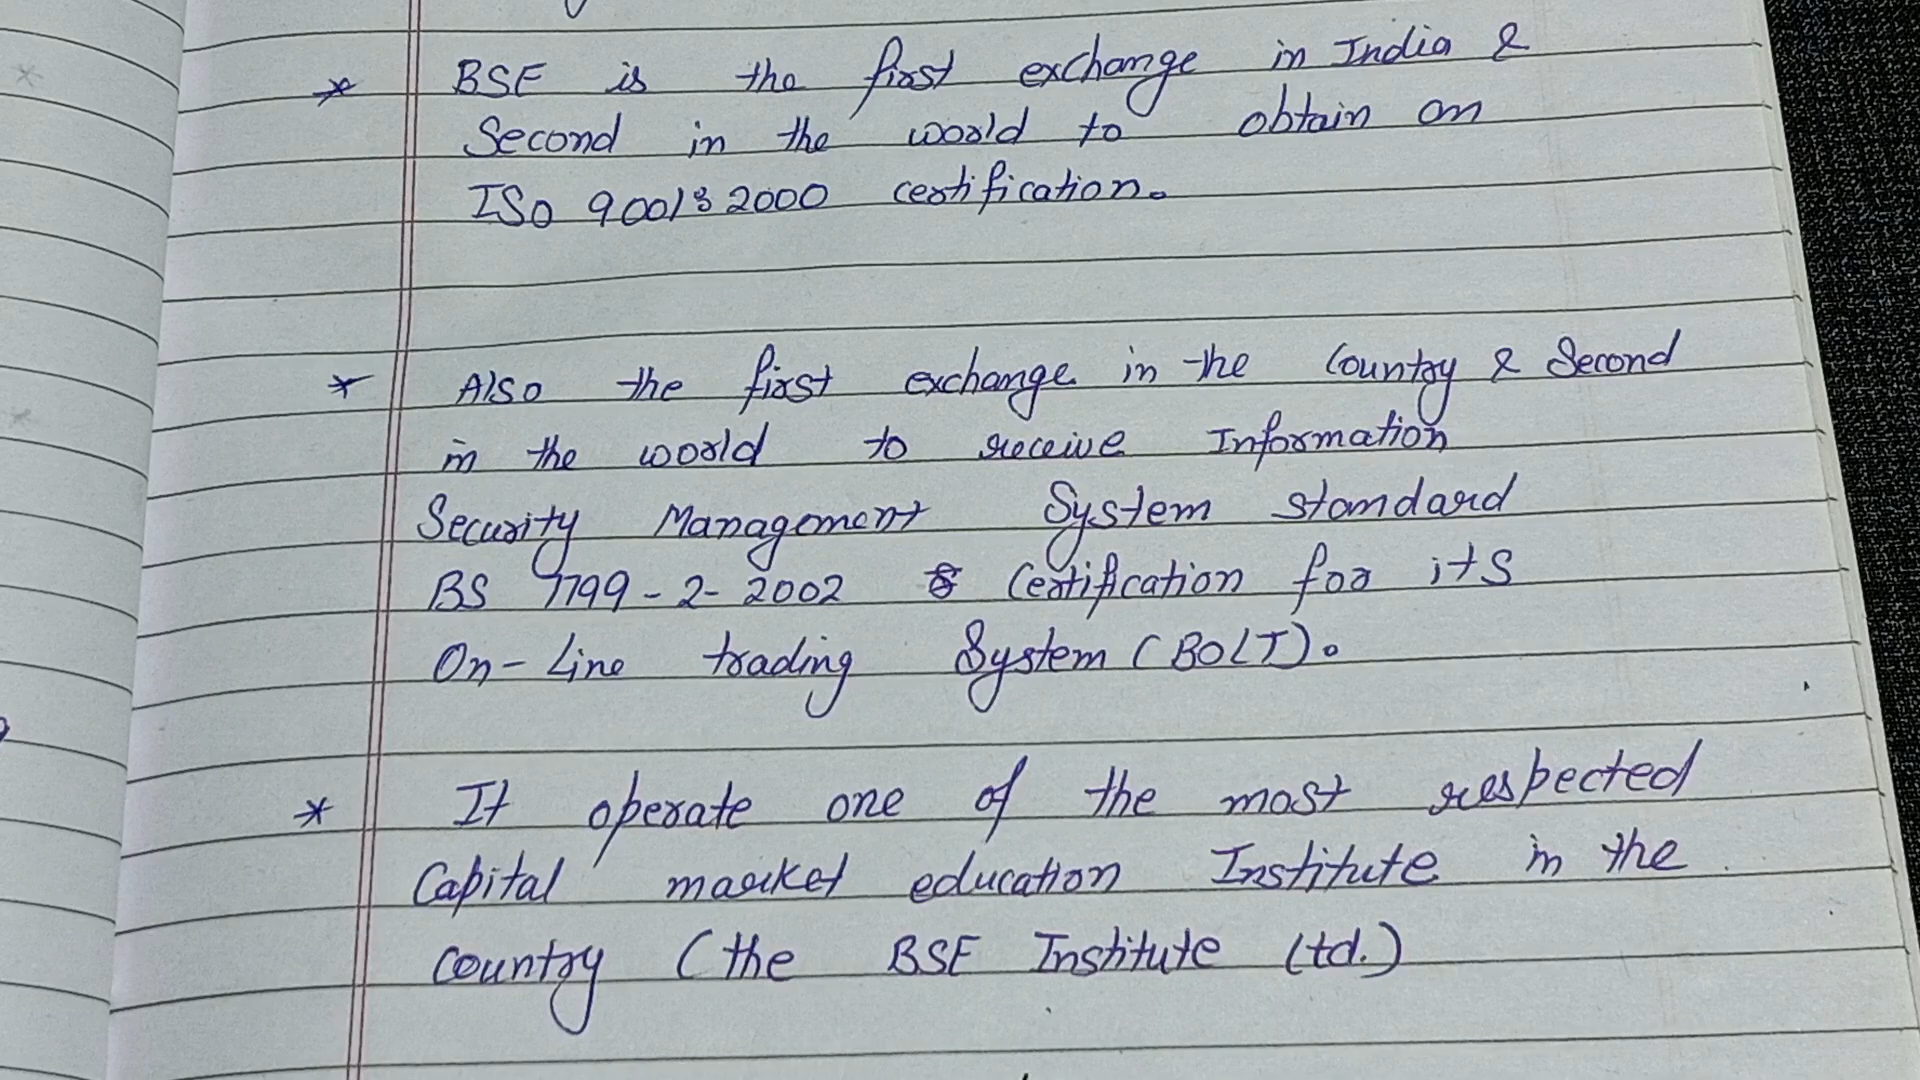 * BSE is the first exchange in India &
Second in the world to obtain an
ISO 9001:2000 certification.
* Also the first exchange in the Country & Second
in the world to receive Information
Security Management System standard
BS 7799-2-2002 Certification for its
On-Line trading System (BOLT).
* It operate one of the most respected
Capital market education Institute in the
country (the BSE Institute Ltd.)